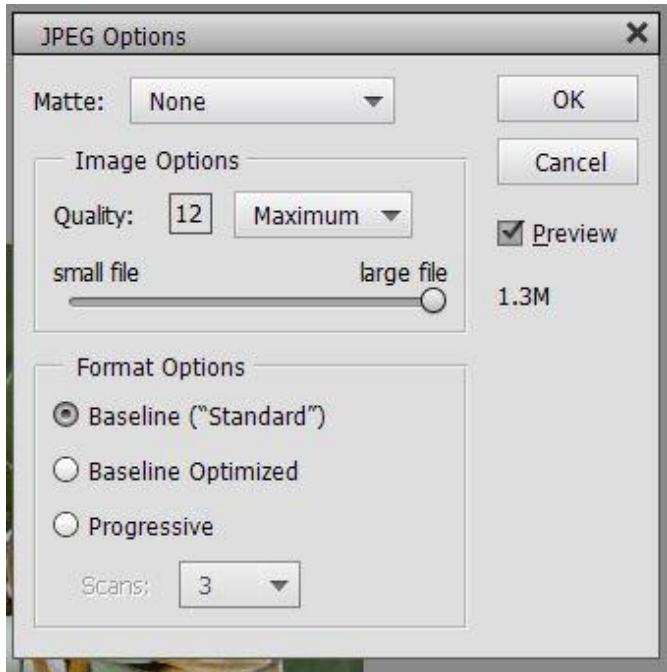 JPEG Options
Matte: None
OK
Cancel
Image Options
Quality: 12 Maximum
Preview
small file large file
1.3M
Format Options
Baseline (“Standard”)
Baseline Optimized
Progressive
Scans: 3